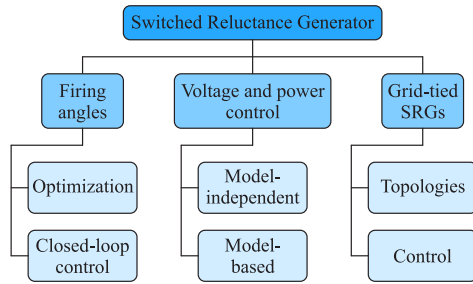 Switched Reluctance Generator
Firing
angles
Voltage and power
control
Grid-tied
SRGs
Optimization
Model-
independent
Topologies
Closed-loop
control
Model-
based
Control